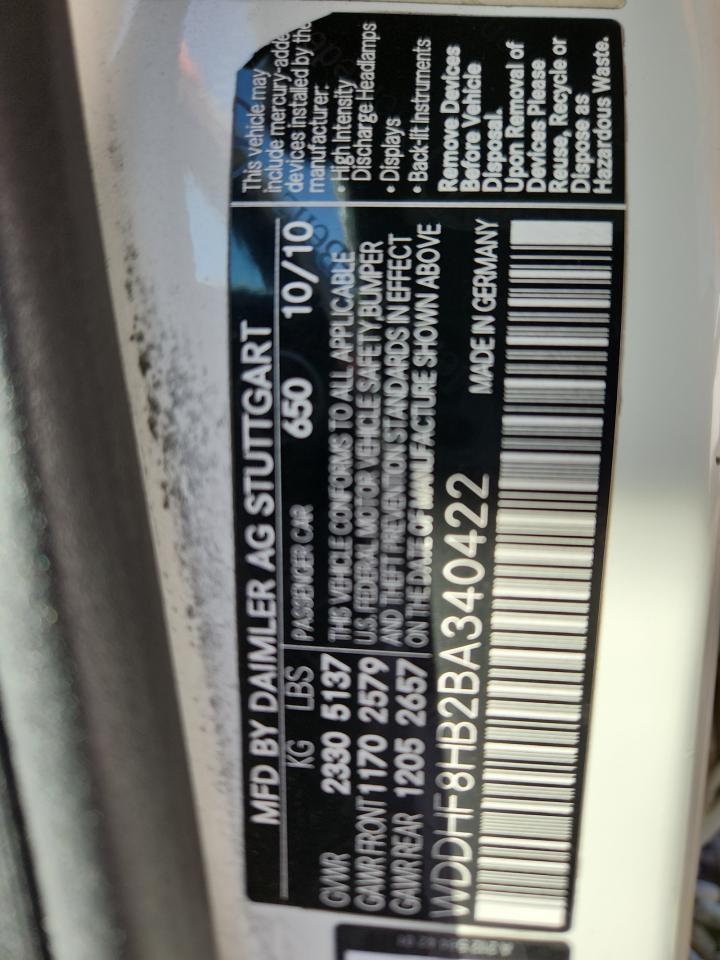 MFD BY DAIMLER AG STUTTGART
KG LBS
GVWR 2330 5137
GAWR FRONT 1170 2579
GAWR REAR 1205 2657
PASSENGER CAR 650 10/10
THIS VEHICLE CONFORMS TO ALL APPLICABLE
U.S. FEDERAL MOTOR VEHICLE SAFETY, BUMPER
AND THEFT PREVENTION STANDARDS IN EFFECT
ON THE DATE OF MANUFACTURE SHOWN ABOVE
MADE IN GERMANY
WDDHF8HB2BA340422
This vehicle may
include mercury-added
devices installed by the
manufacturer:
• High Intensity
Discharge Headlamps
• Displays
• Back-lit Instruments
Remove Devices
Before Vehicle
Disposal.
Upon Removal of
Devices Please
Reuse, Recycle or
Dispose as
Hazardous Waste.